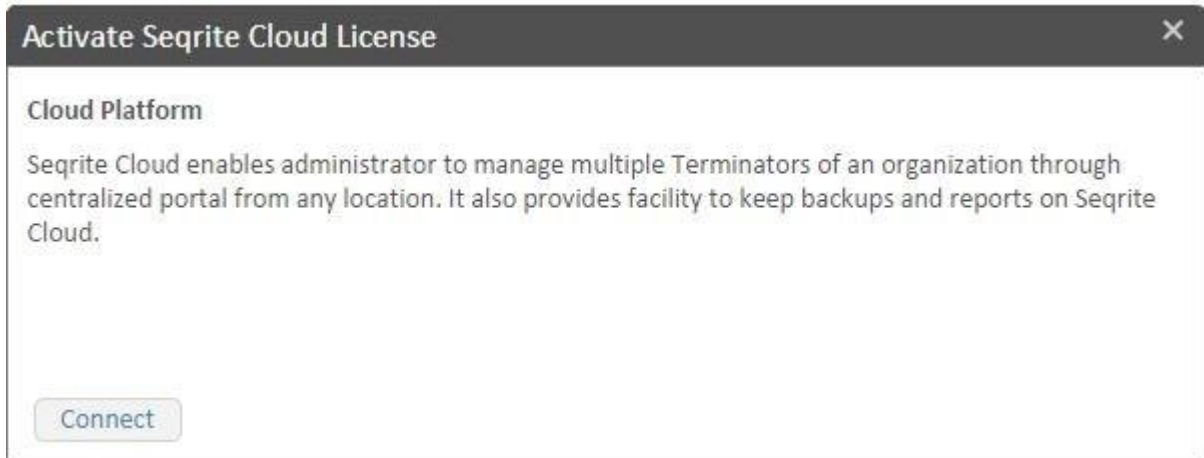 Activate Seqrite Cloud License
Cloud Platform
Seqrite Cloud enables administrator to manage multiple Terminators of an organization through
centralized portal from any location. It also provides facility to keep backups and reports on Seqrite
Cloud.
Connect